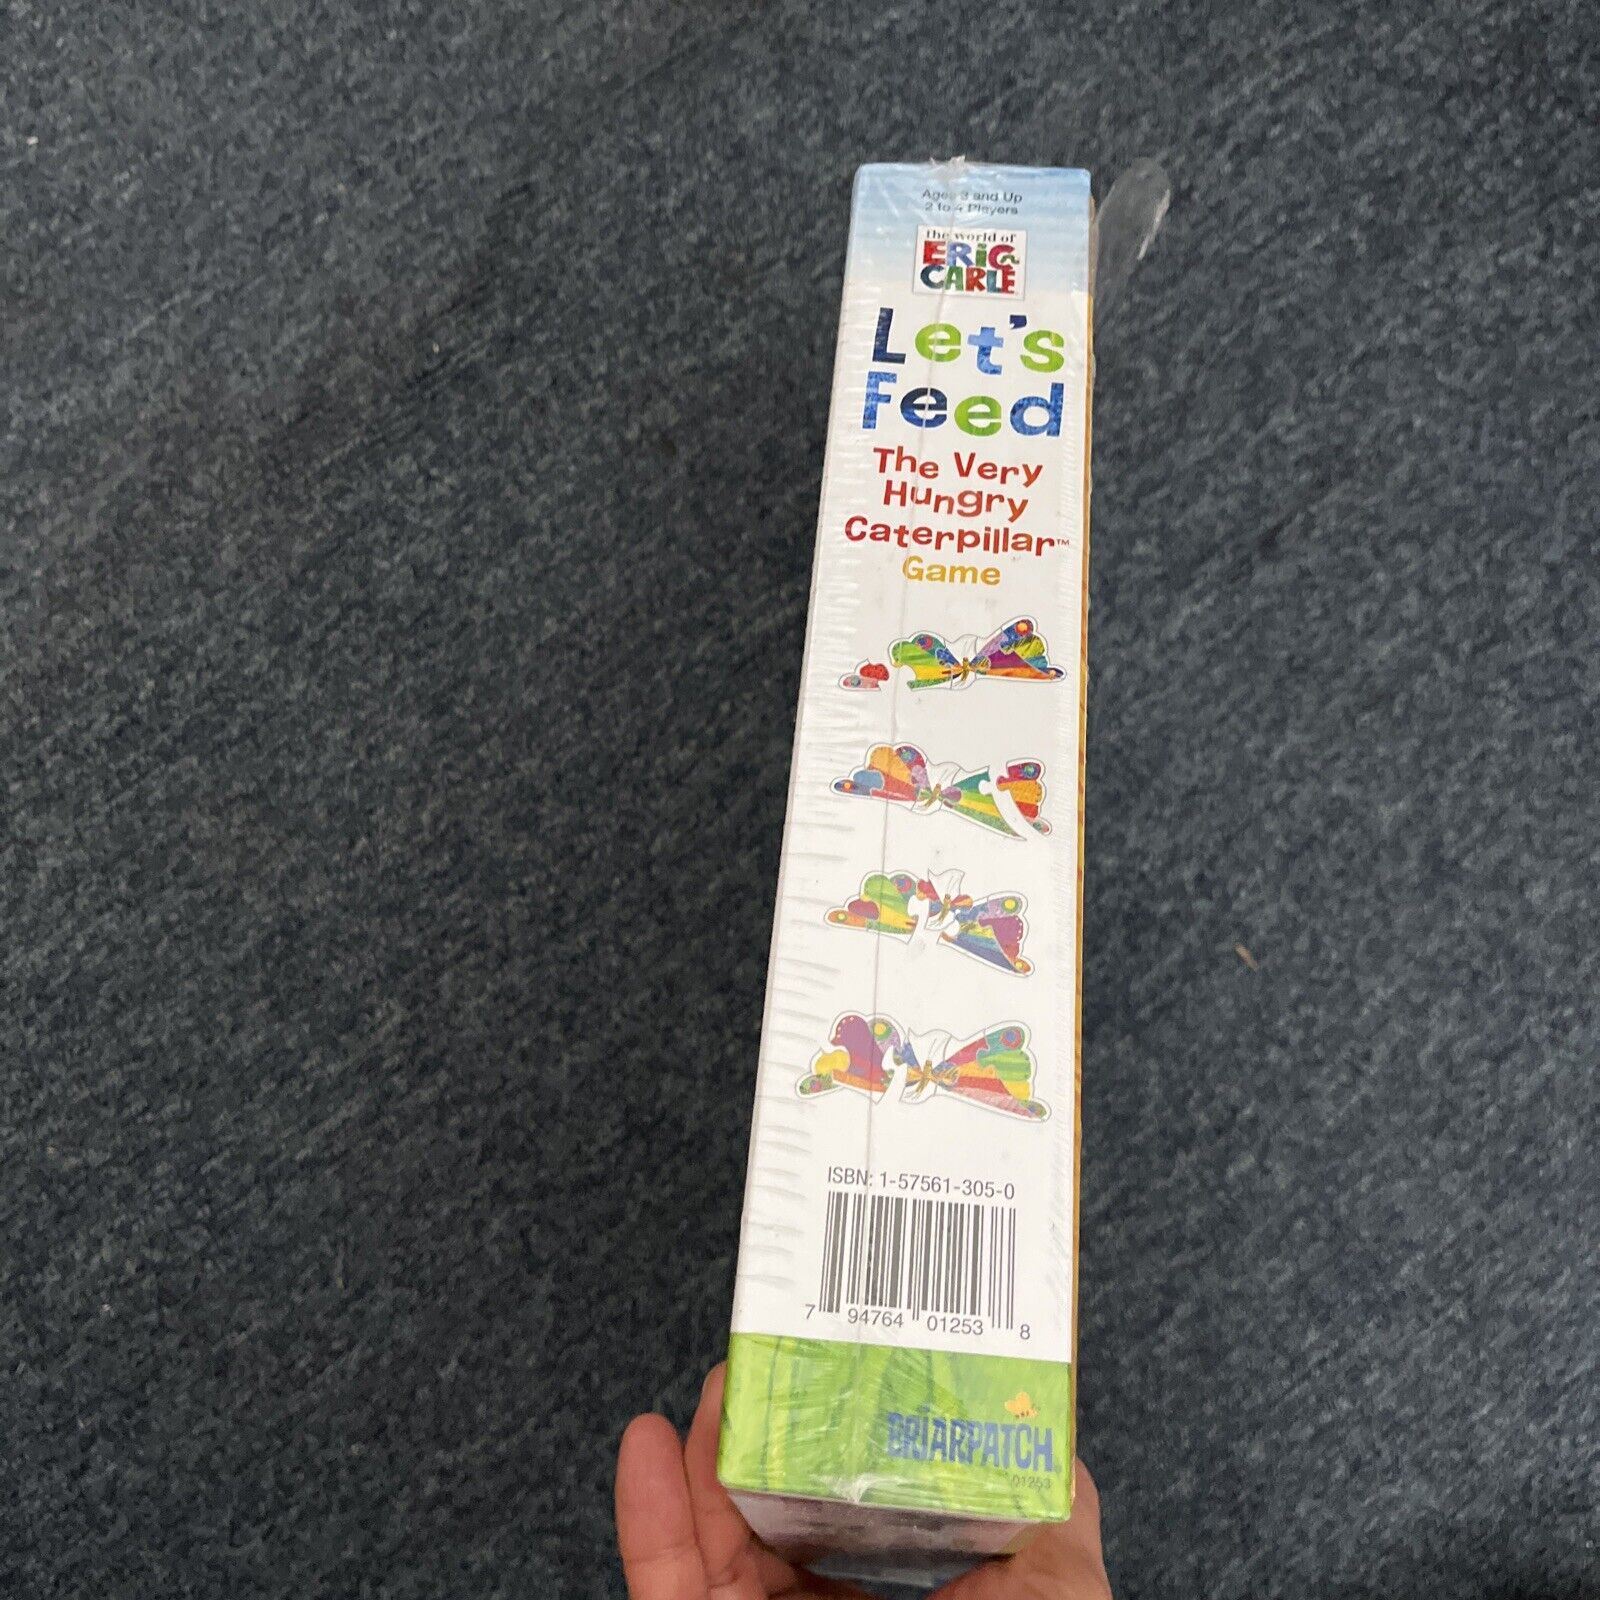 Ages 3 and Up
2 to 4 Players
the world of
ERIC
CARLE
Let's
Feed
The Very
Hungry
Caterpillar™
Game
ISBN: 1-57561-305-0
7 94764 01253 8
BRIARPATCH
01253